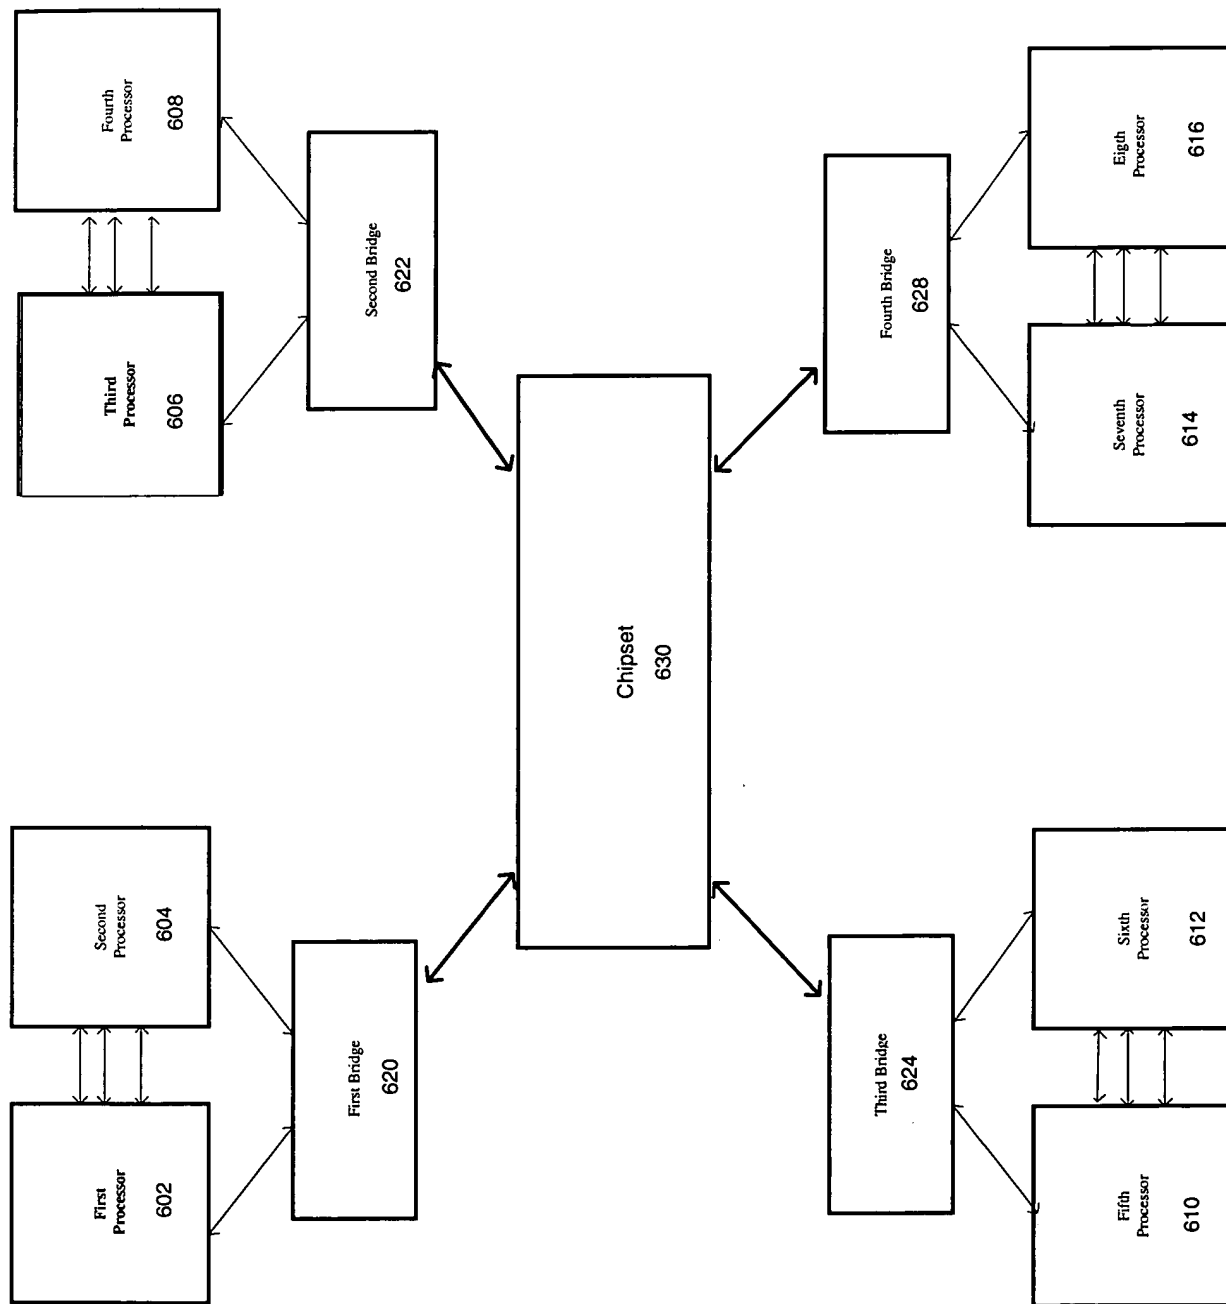 First
Processor
602
Second
Processor
604
Third
Processor
606
Fourth
Processor
608
First Bridge
620
Second Bridge
622
Chipset
630
Third Bridge
624
Fourth Bridge
628
Fifth
Processor
610
Sixth
Processor
612
Seventh
Processor
614
Eigth
Processor
616